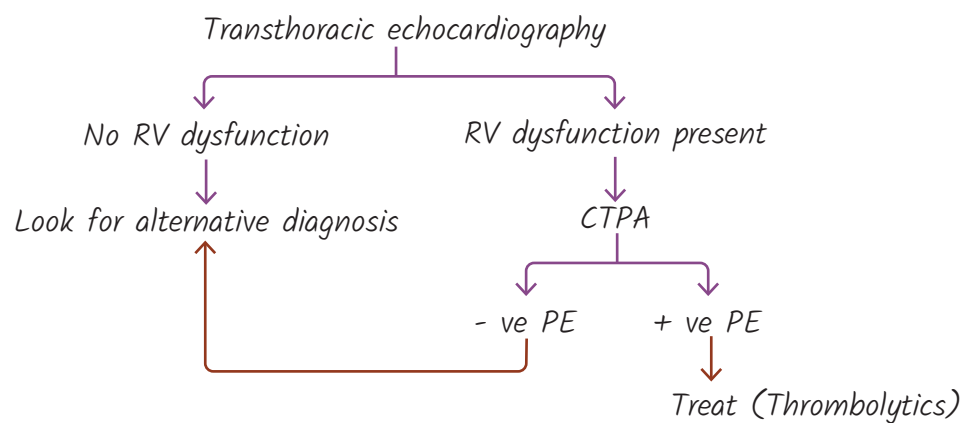 Transthoracic echocardiography
No RV dysfunction
RV dysfunction present
Look for alternative diagnosis
CTPA
- ve PE
+ ve PE
Treat (Thrombolytics)